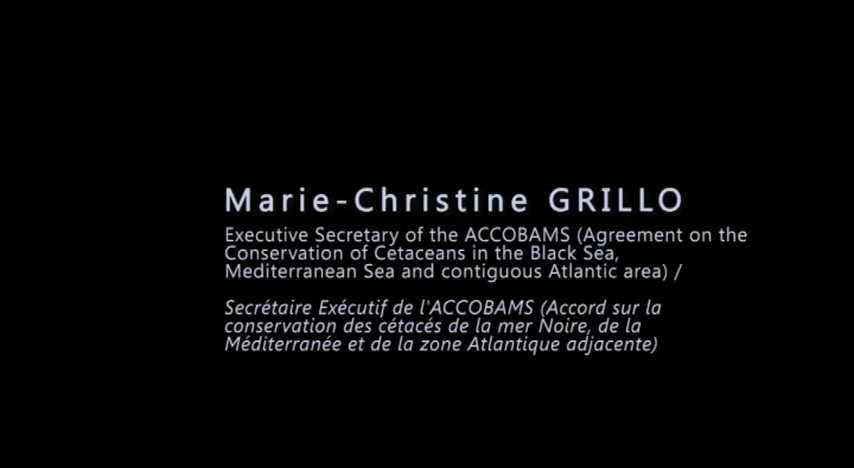 Marie-Christine GRILLO
Executive Secretary of the ACCOBAMS (Agreement on the
Conservation of Cetaceans in the Black Sea,
Mediterranean Sea and contiguous Atlantic area) /
Secrétaire Exécutif de l'ACCOBAMS (Accord sur la
conservation des cétacés de la mer Noire, de la
Méditerranée et de la zone Atlantique adjacente)